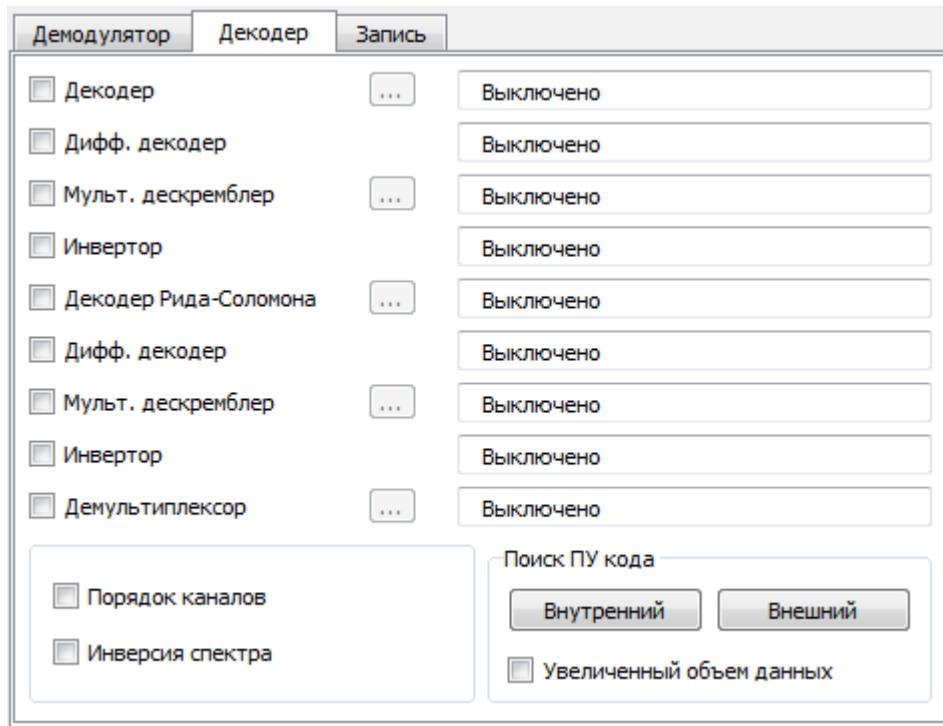 Демодулятор Декодер Запись
Декодер ... Выключено
Дифф. декодер Выключено
Мульт. дескремблер ... Выключено
Инвертор Выключено
Декодер Рида-Соломона ... Выключено
Дифф. декодер Выключено
Мульт. дескремблер ... Выключено
Инвертор Выключено
Демультиплексор ... Выключено
Порядок каналов
Инверсия спектра
Поиск ПУ кода
Внутренний Внешний
Увеличенный объем данных